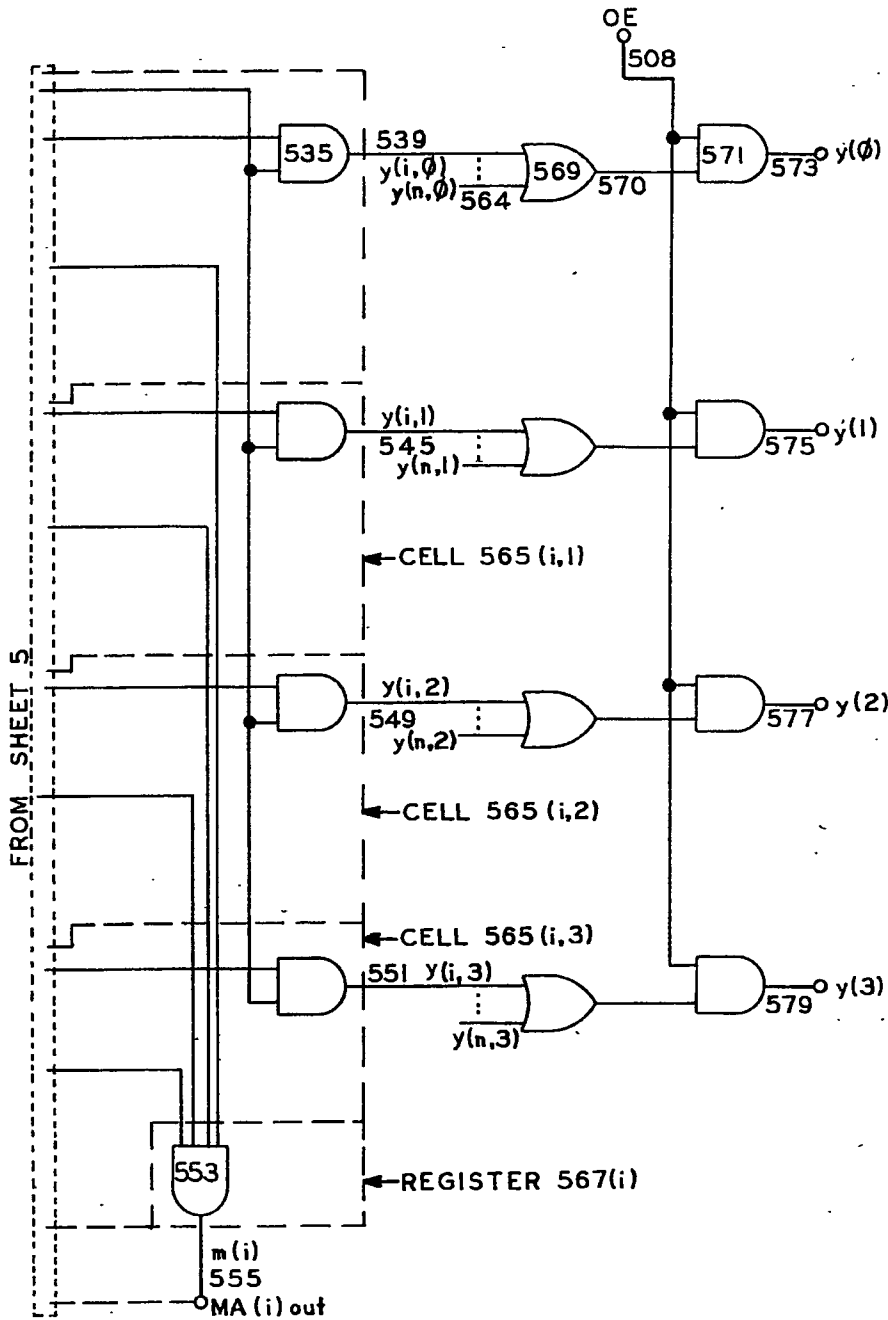 OE
508
535
539
y(i,Ø)
y(n,Ø)
564
569
570
571
573
y(Ø)
y(i,1)
545
y(n,1)
575
y(1)
CELL 565(i,1)
FROM SHEET 5
y(i,2)
549
y(n,2)
577
y(2)
CELL 565(i,2)
CELL 565(i,3)
551 y(i,3)
y(n,3)
579
y(3)
553
REGISTER 567(i)
m(i)
555
MA(i)out